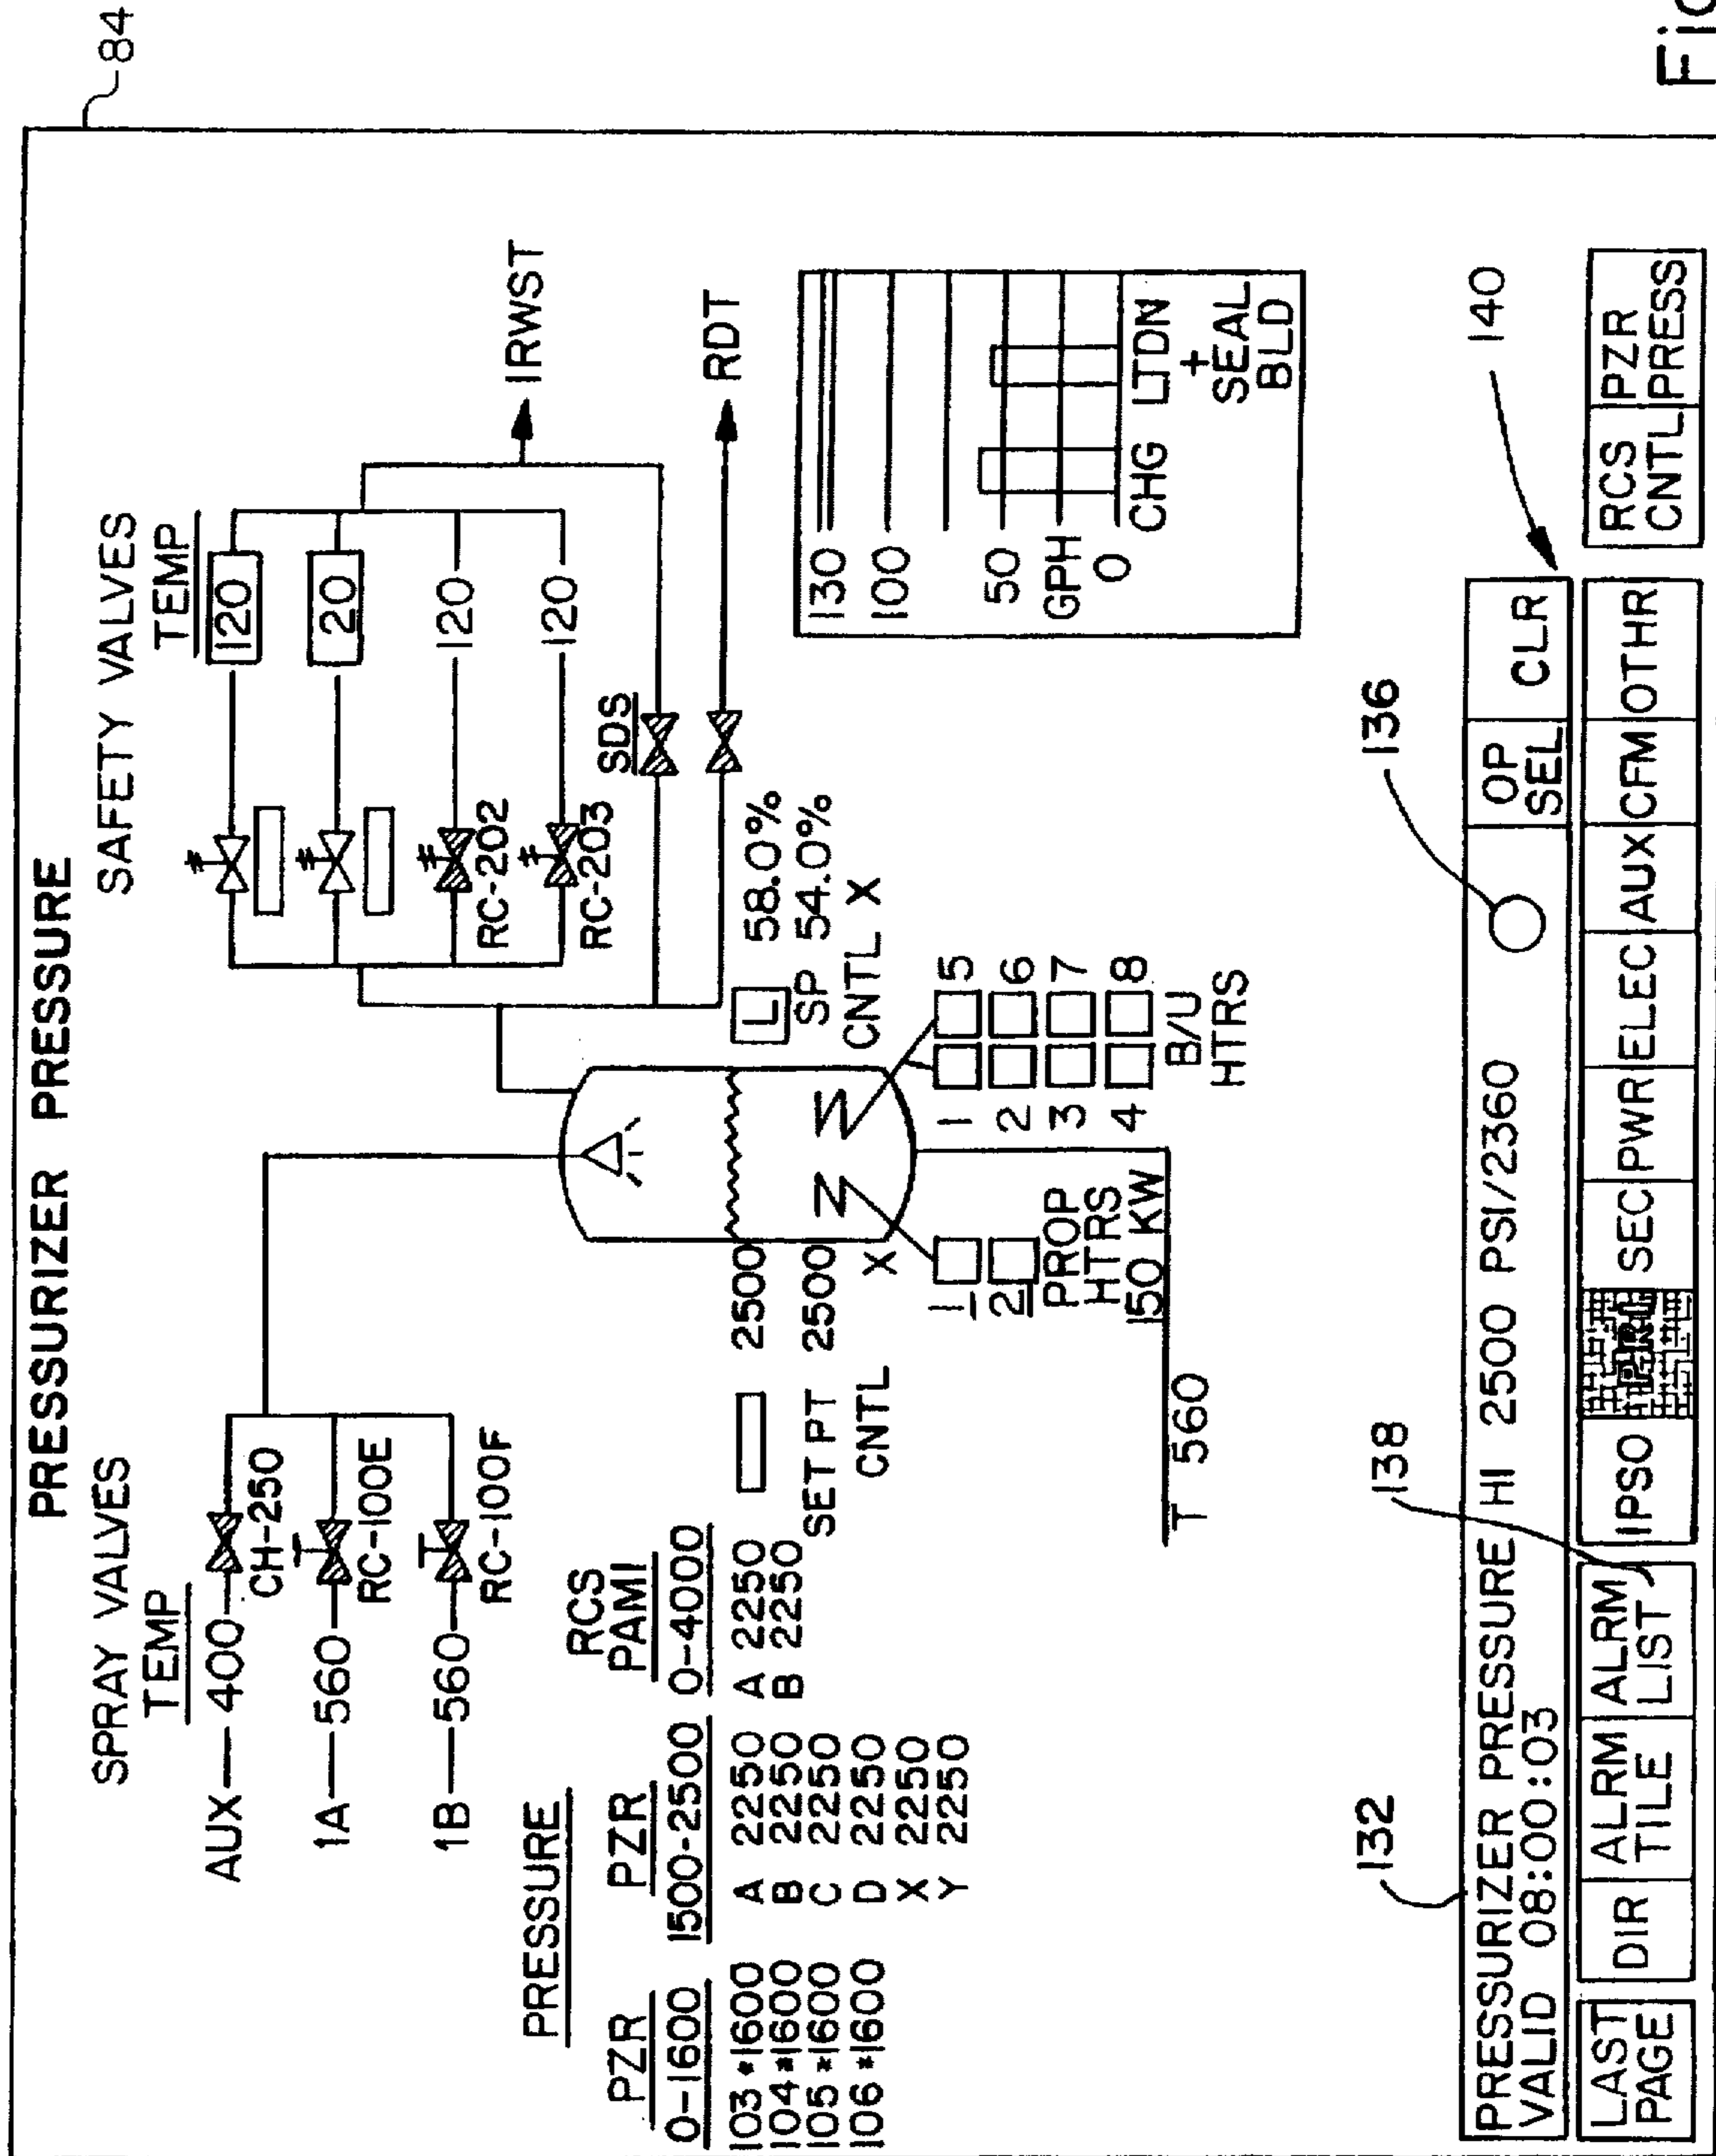 84
PRESSURIZER PRESSURE
SPRAY VALVES
TEMP
AUX 400
CH-250
1A 560
RC-100E
1B 560
RC-100F
SAFETY VALVES
TEMP
120
20
120
RC-202
120
RC-203
SDS
IRWST
RDT
PRESSURE
PZR
0-1600
103*1600
104*1600
105*1600
106*1600
PZR
1500-2500
A 2250
B 2250
C 2250
D 2250
X 2250
Y 2250
RCS
PAMI
0-4000
A 2250
B 2250
2500
SET PT 2500
CNTL X
L 58.0%
SP 54.0%
CNTL X
1
2
PROP
HTRS
150 KW
1 5
2 6
3 7
4 8
B/U
HTRS
T 560
130
100
50
GPH
0
CHG LTDN
+
SEAL
BLD
132
138
136
140
PRESSURIZER PRESSURE HI 2500 PSI/2360
VALID 08:00:03
OP
SEL
CLR
LAST
PAGE
DIR
ALRM
TILE
ALRM
LIST
IPSO
PRI
SEC
PWR
ELEC
AUX
CFM
OTHR
RCS
CNTL
PZR
PRESS